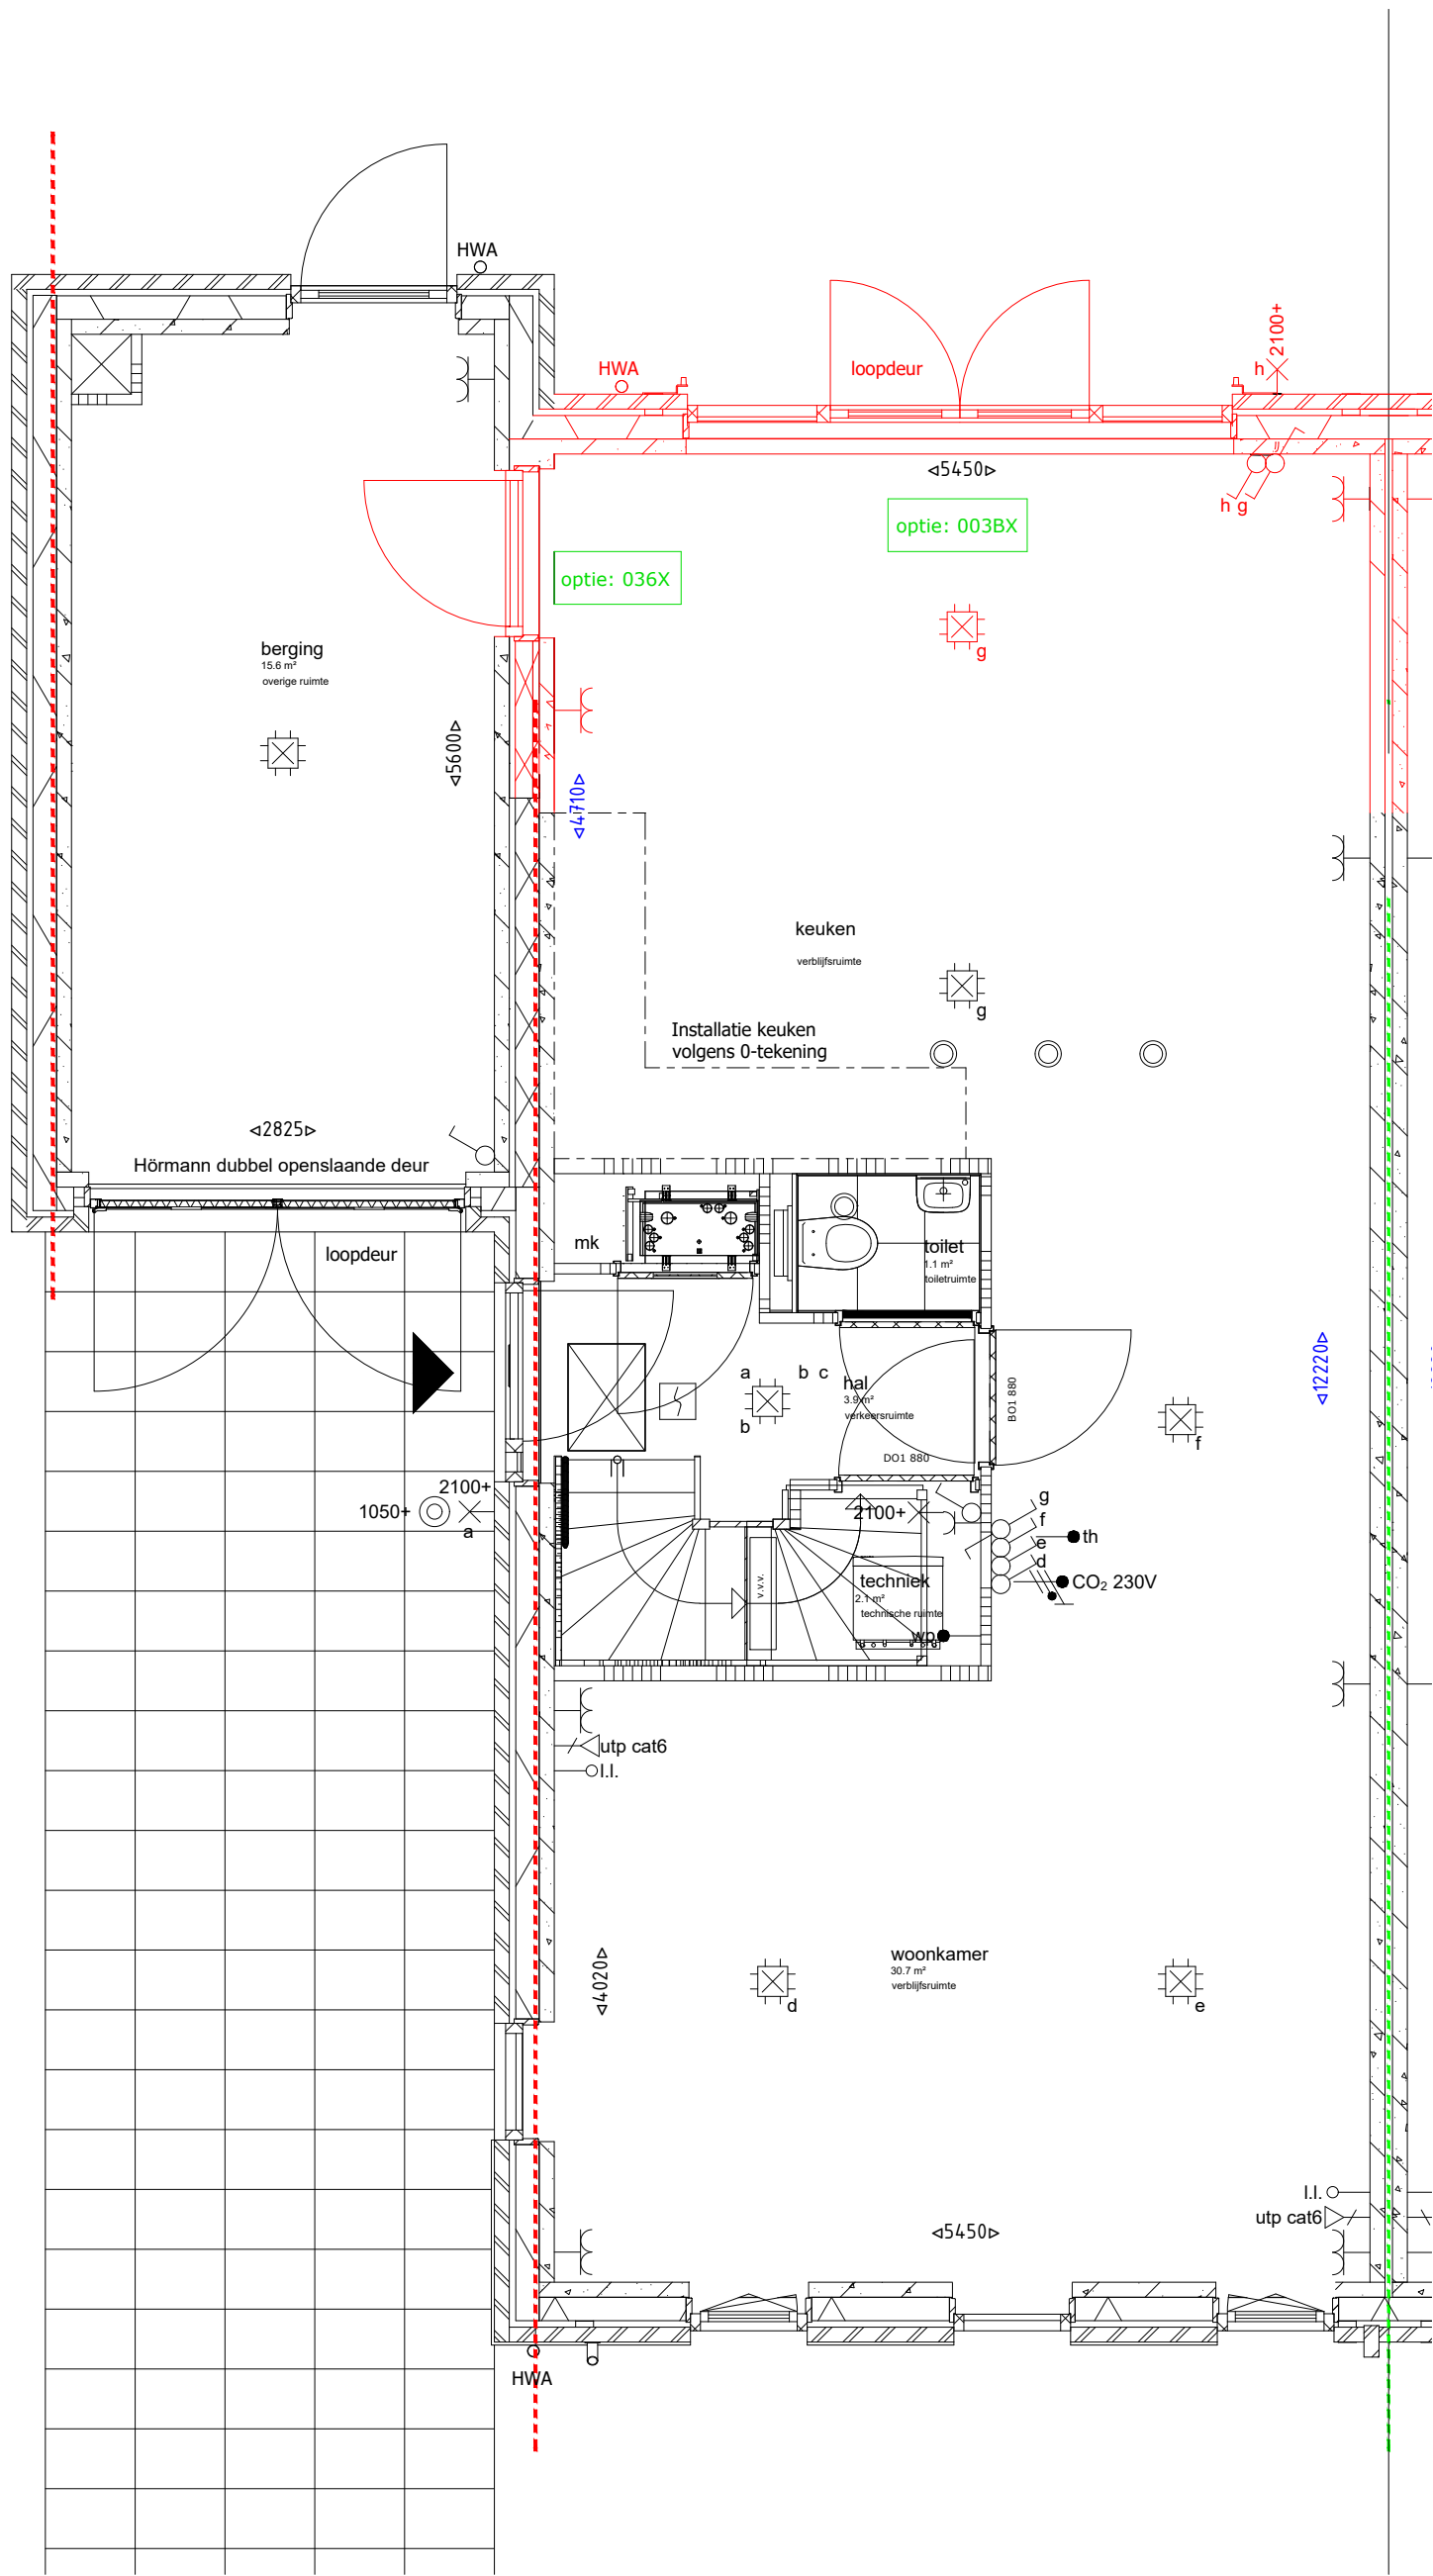 HWA
HWA
loopdeur
h
2100+
5450
h g
optie: 003BX
optie: 036X
g
berging
15.6 m²
overige ruimte
5600
4710
keuken
verblijfsruimte
g
Installatie keuken
volgens 0-tekening
2825
Hörmann dubbel openslaande deur
loopdeur
mk
toilet
1.1 m²
toiletruimte
a
b c
hal
3.9 m²
verkeersruimte
b
BO1 880
12220
f
DO1 880
2100+
1050+
a
2100+
g
f
e
d
th
CO₂ 230V
v.v.v.
techniek
2.1 m²
technische ruimte
wp
utp cat6
I.I.
woonkamer
30.7 m²
verblijfsruimte
4020
d
e
I.I.
utp cat6
5450
HWA